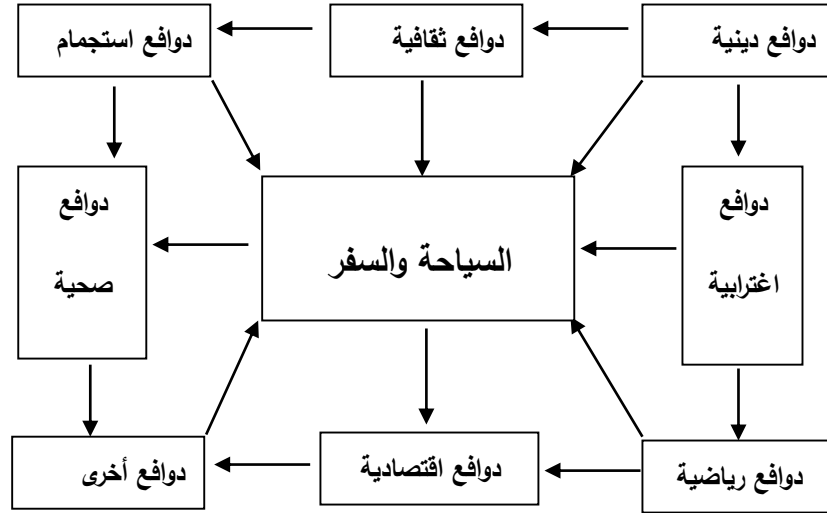 دوافع دينية
دوافع ثقافية
دوافع استجمام
دوافع
اغترابية
السياحة والسفر
دوافع
صحية
دوافع رياضية
دوافع اقتصادية
دوافع أخرى